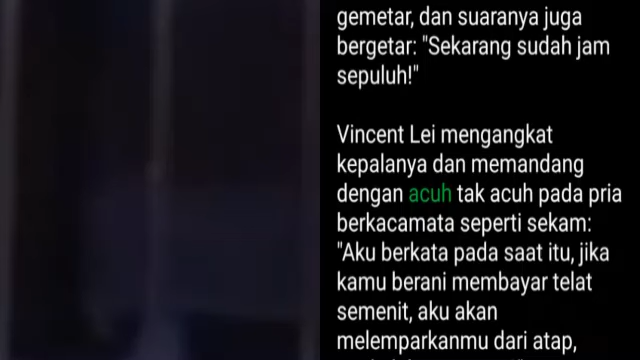 gemetar, dan suaranya juga
bergetar: "Sekarang sudah jam
sepuluh!"
Vincent Lei mengangkat
kepalanya dan memandang
dengan acuh tak acuh pada pria
berkacamata seperti sekam:
"Aku berkata pada saat itu, jika
kamu berani membayar telat
semenit, aku akan
melemparkanmu dari atap,